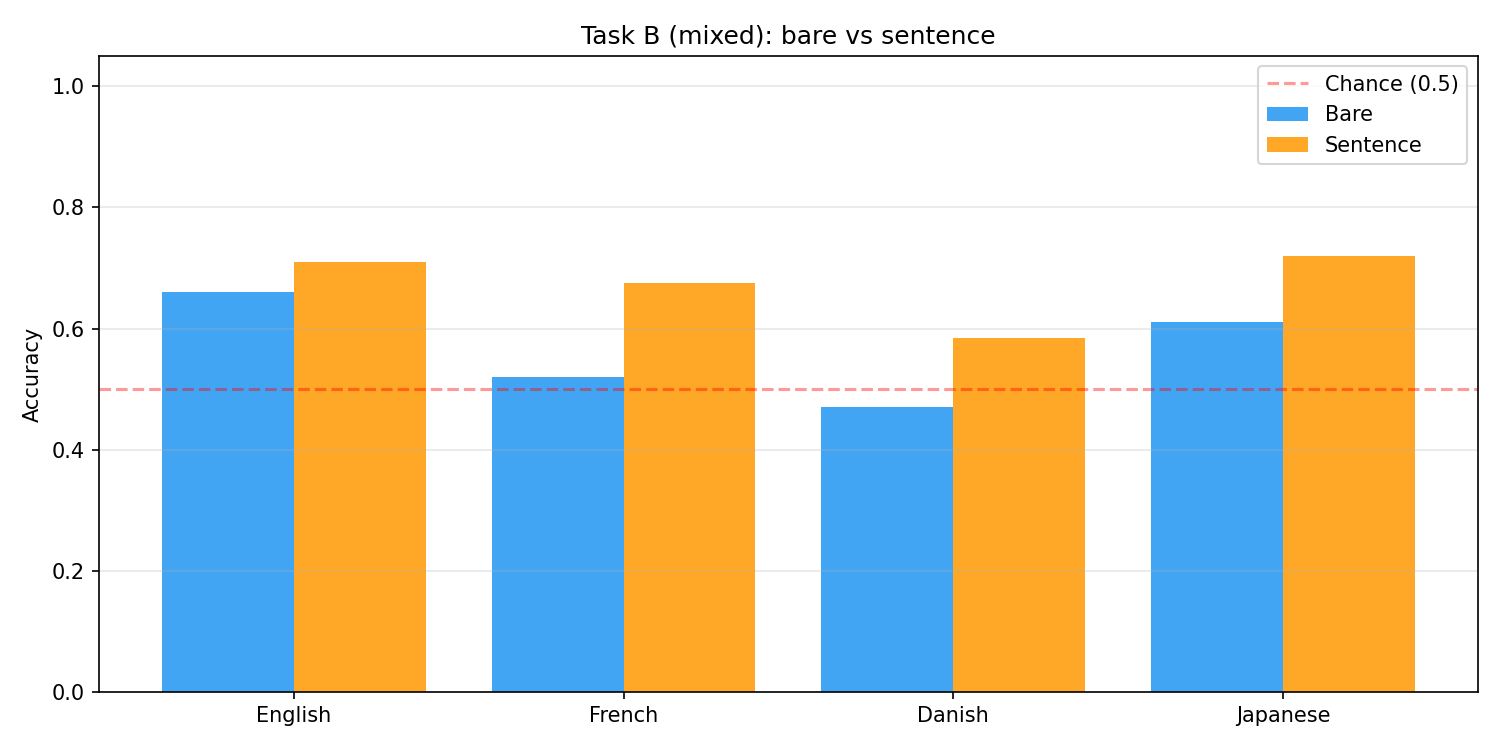 Task B (mixed): bare vs sentence
Chance (0.5)
Bare
Sentence
Accuracy
1.0
0.8
0.6
0.4
0.2
0.0
English
French
Danish
Japanese